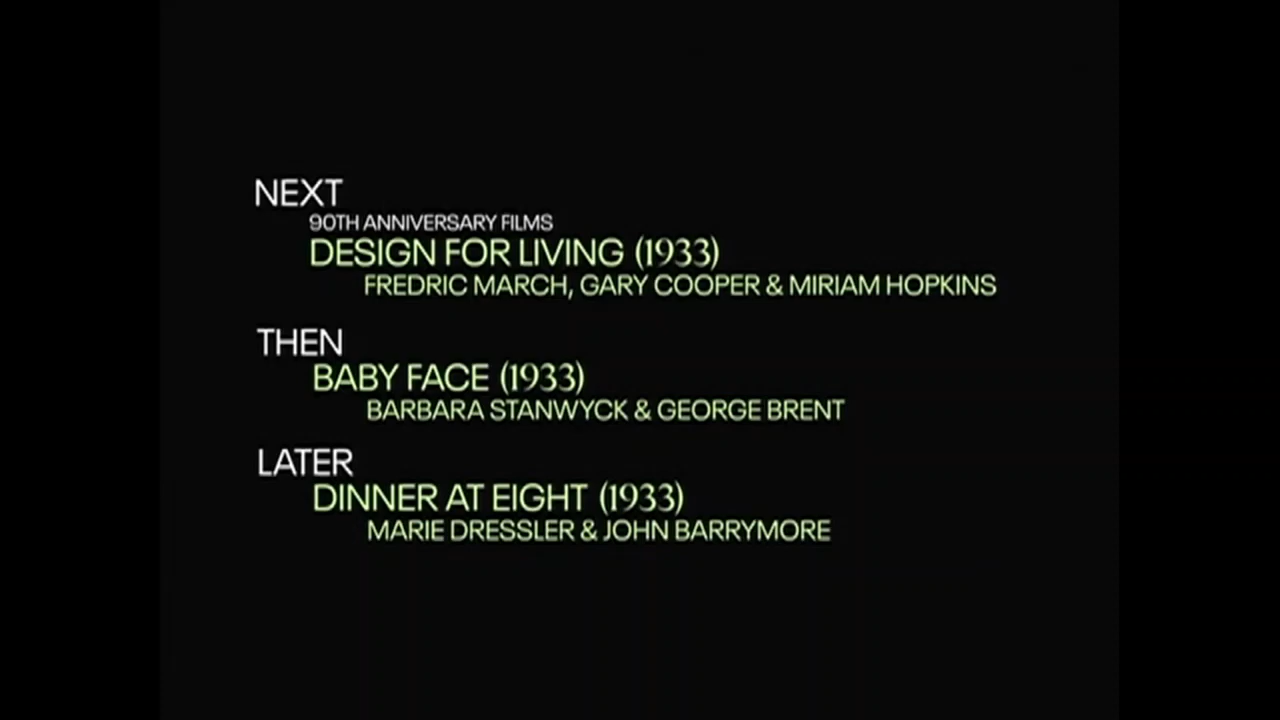 NEXT
90TH ANNIVERSARY FILMS
DESIGN FOR LIVING (1933)
FREDRIC MARCH, GARY COOPER & MIRIAM HOPKINS
THEN
BABY FACE (1933)
BARBARA STANWYCK & GEORGE BRENT
LATER
DINNER AT EIGHT (1933)
MARIE DRESSLER & JOHN BARRYMORE